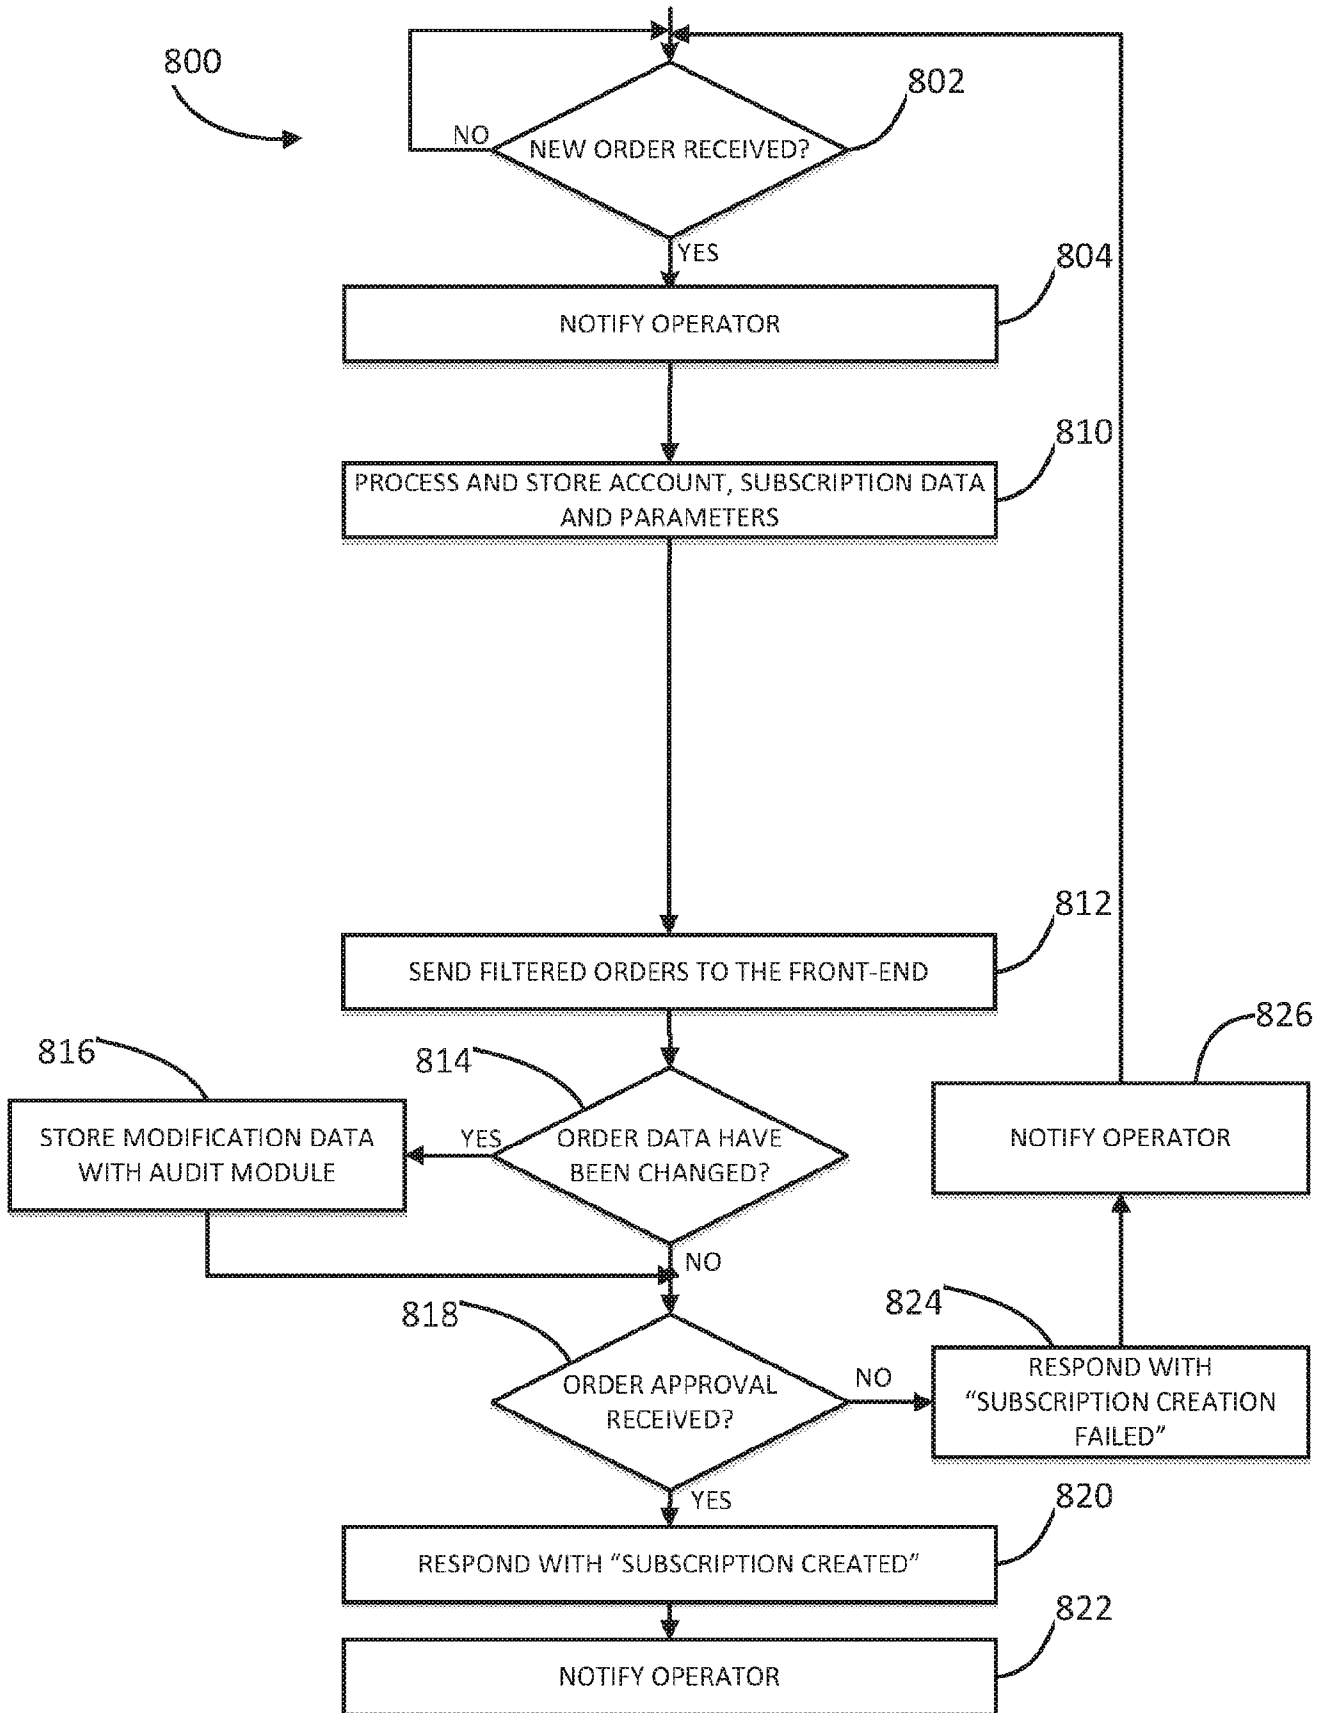 800
802
NO
NEW ORDER RECEIVED?
YES
804
NOTIFY OPERATOR
810
PROCESS AND STORE ACCOUNT, SUBSCRIPTION DATA
AND PARAMETERS
812
SEND FILTERED ORDERS TO THE FRONT-END
826
816
814
STORE MODIFICATION DATA
WITH AUDIT MODULE
YES
ORDER DATA HAVE
BEEN CHANGED?
NOTIFY OPERATOR
NO
824
818
ORDER APPROVAL
RECEIVED?
NO
RESPOND WITH
“SUBSCRIPTION CREATION
FAILED”
YES
820
RESPOND WITH “SUBSCRIPTION CREATED”
822
NOTIFY OPERATOR